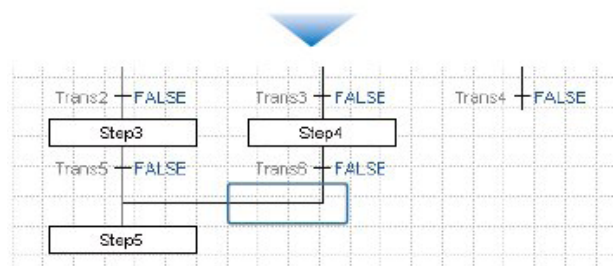 Trans2 FALSE Trans3 FALSE Trans4 FALSE
Step3 Step4
Trans5 FALSE Trans6 FALSE
Step5